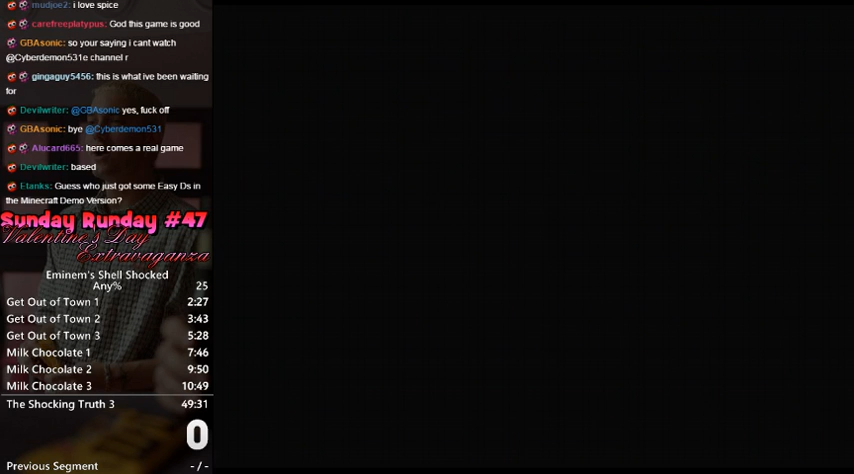 mudjoe2: i love spice
carefreeplatypus: God this game is good
GBAsonic: so your saying i cant watch
@Cyberdemon531e channel r
gingaguy5456: this is what ive been waiting
for
Devilwriter: @GBAsonic yes, fuck off
GBAsonic: bye @Cyberdemon531
Alucard665: here comes a real game
Devilwriter: based
Etanks: Guess who just got some Easy Ds in
the Minecraft Demo Version?
Sunday Runday #47
Valentine's Day
Extravaganza
Eminem's Shell Shocked
Any% 25
Get Out of Town 1 2:27
Get Out of Town 2 3:43
Get Out of Town 3 5:28
Milk Chocolate 1 7:46
Milk Chocolate 2 9:50
Milk Chocolate 3 10:49
The Shocking Truth 3 49:31
0
Previous Segment - / -